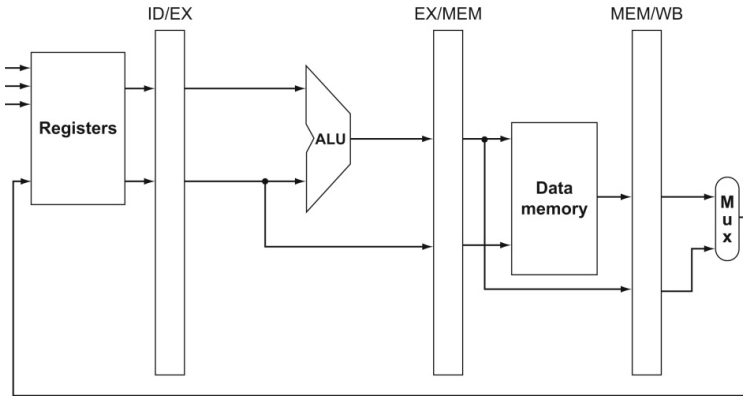 ID/EX
EX/MEM
MEM/WB
Registers
ALU
Data
memory
M
u
x